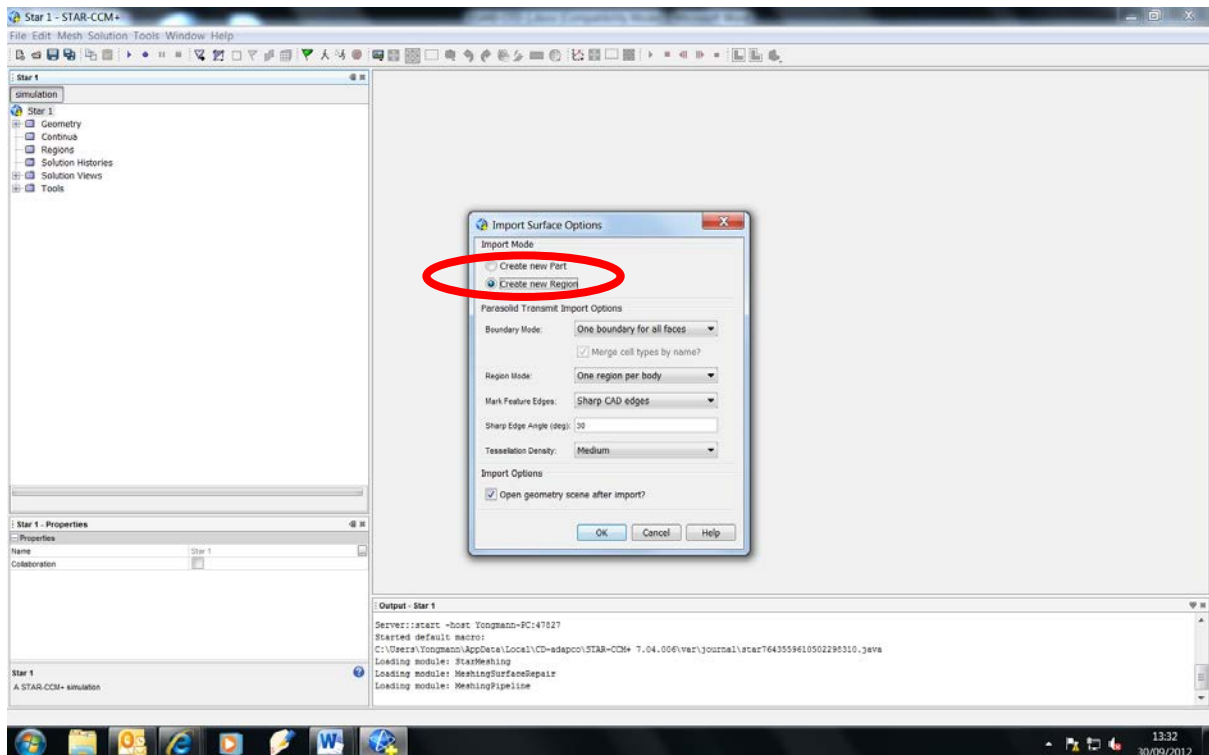 Star 1 - STAR-CCM+
File Edit Mesh Solution Tools Window Help
Star 1
simulation
Star 1
Geometry
Continua
Regions
Solution Histories
Solution Views
Tools
Import Surface Options
Import Mode
Create new Part
Create new Region
Parasolid Transmit Import Options
Boundary Mode: One boundary for all faces
Merge cell types by name?
Region Mode: One region per body
Mark Feature Edges: Sharp CAD edges
Sharp Edge Angle (deg): 30
Tessellation Density: Medium
Import Options
Open geometry scene after import?
OK Cancel Help
Star 1 - Properties
Properties
Name Star 1
Collaboration
Star 1
A STAR-CCM+ simulation
Output - Star 1
Server::start -host Yongmann-PC:47827
Started default macro:
C:\Users\Yongmann\AppData\Local\CD-adapco\STAR-CCM+ 7.04.006\var\journal\star7643559610502298310.java
Loading module: StarMeshing
Loading module: MeshingSurfaceRepair
Loading module: MeshingPipeline
13:32
30/09/2012